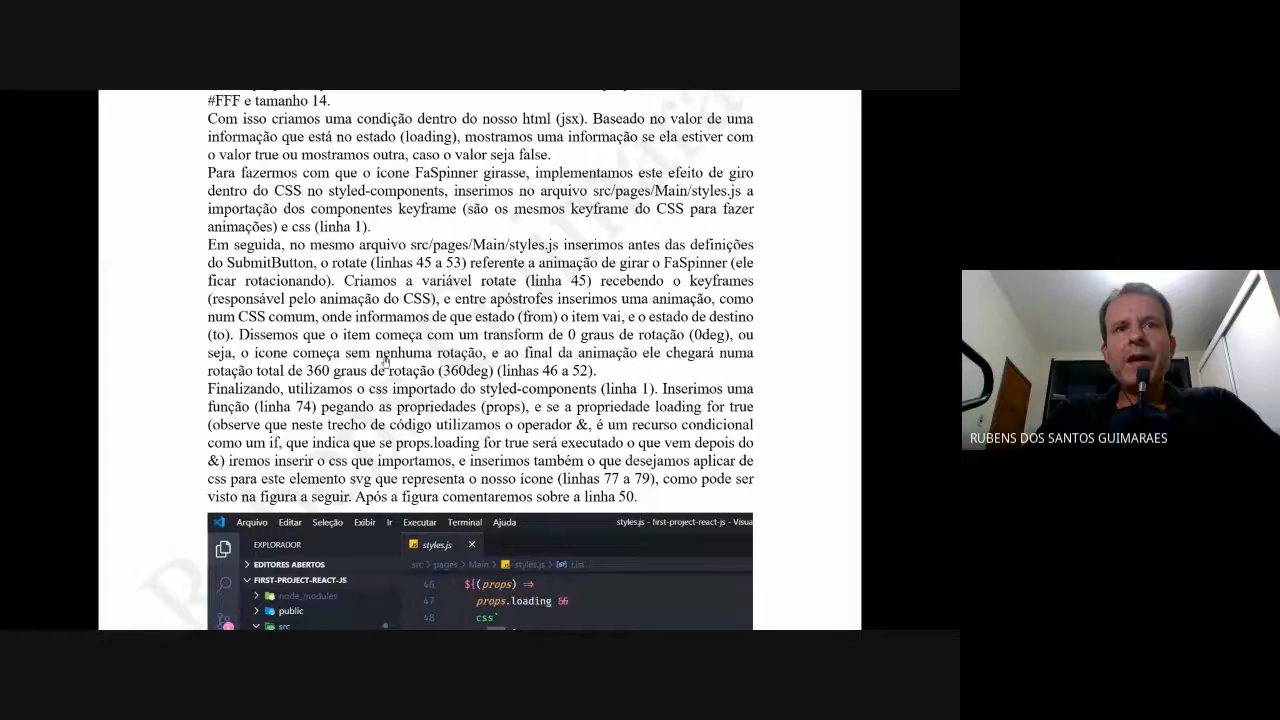 #FFF e tamanho 14.
Com isso criamos uma condição dentro do nosso html (jsx). Baseado no valor de uma
informação que está no estado (loading), mostramos uma informação se ela estiver com
o valor true ou mostramos outra, caso o valor seja false.
Para fazermos com que o ícone FaSpinner girasse, implementamos este efeito de giro
dentro do CSS no styled-components, inserimos no arquivo src/pages/Main/styles.js a
importação dos componentes keyframe (são os mesmos keyframe do CSS para fazer
animações) e css (linha 1).
Em seguida, no mesmo arquivo src/pages/Main/styles.js inserimos antes das definições
do SubmitButton, o rotate (linhas 45 a 53) referente a animação de girar o FaSpinner (ele
ficar rotacionando). Criamos a variável rotate (linha 45) recebendo o keyframes
(responsável pelo animação do CSS), e entre apóstrofes inserimos uma animação, como
num CSS comum, onde informamos de que estado (from) o item vai, e o estado de destino
(to). Dissemos que o item começa com um transform de 0 graus de rotação (0deg), ou
seja, o ícone começa sem nenhuma rotação, e ao final da animação ele chegará numa
rotação total de 360 graus de rotação (360deg) (linhas 46 a 52).
Finalizando, utilizamos o css importado do styled-components (linha 1). Inserimos uma
função (linha 74) pegando as propriedades (props), e se a propriedade loading for true
(observe que neste trecho de código utilizamos o operador &, é um recurso condicional
como um if, que indica que se props.loading for true será executado o que vem depois do
&) iremos inserir o css que importamos, e inserimos também o que desejamos aplicar de
css para este elemento svg que representa o nosso ícone (linhas 77 a 79), como pode ser
visto na figura a seguir. Após a figura comentaremos sobre a linha 50.
Arquivo Editar Seleção Exibir Ir Executar Terminal Ajuda styles.js - first-project-react-js - Visua
EXPLORADOR
JS styles.js ×
EDITORES ABERTOS
src > pages > Main > JS styles.js > List
FIRST-PROJECT-REACT-JS
node_modules
public
src
46 ${(props) =>
47 props.loading &&
48 css`
1
RUBENS DOS SANTOS GUIMARAES